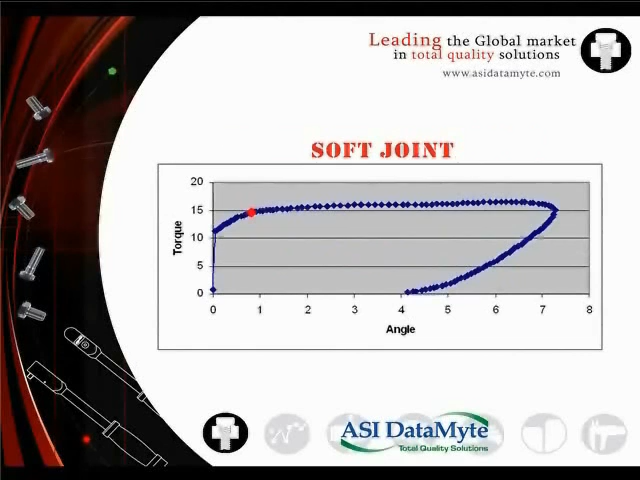 Leading the Global market
in total quality solutions
www.asidatamyte.com
SOFT JOINT
20
15
10
5
0
Torque
0 1 2 3 4 5 6 7 8
Angle
ASI DataMyte
Total Quality Solutions